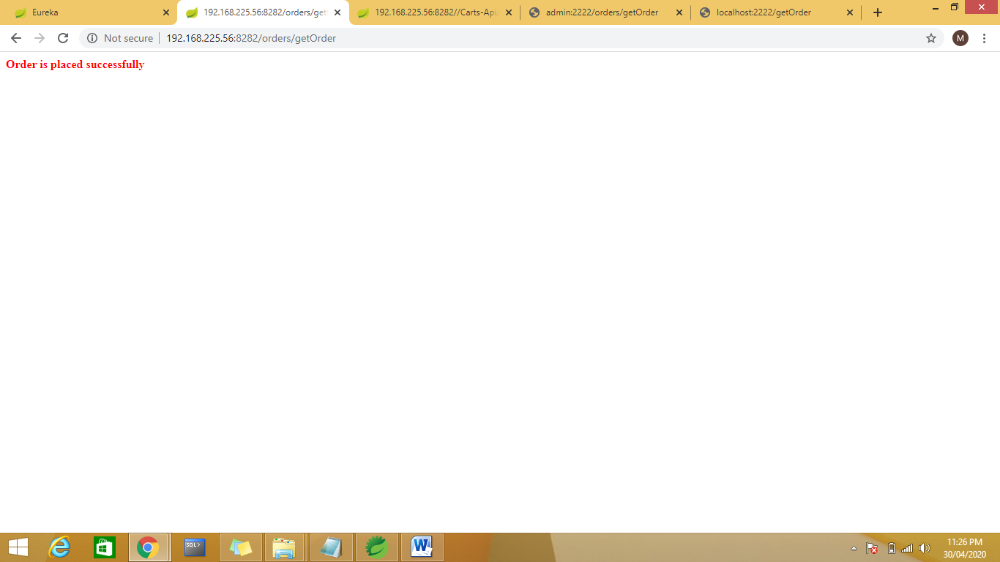 Eureka
192.168.225.56:8282/orders/get
192.168.225.56:8282//Carts-Api/
admin:2222/orders/getOrder
localhost:2222/getOrder
Not secure
192.168.225.56:8282/orders/getOrder
M
Order is placed successfully
SQL>
W
11:26 PM
30/04/2020